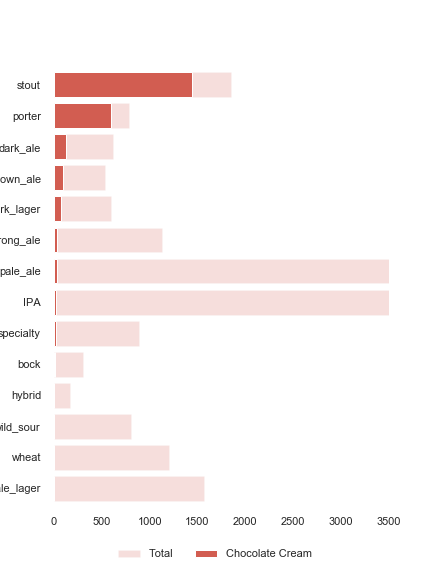 stout
porter
dark_ale
own_ale
rk_lager
rong_ale
pale_ale
IPA
specialty
bock
hybrid
ild_sour
wheat
le_lager
0 500 1000 1500 2000 2500 3000 3500
Total Chocolate Cream